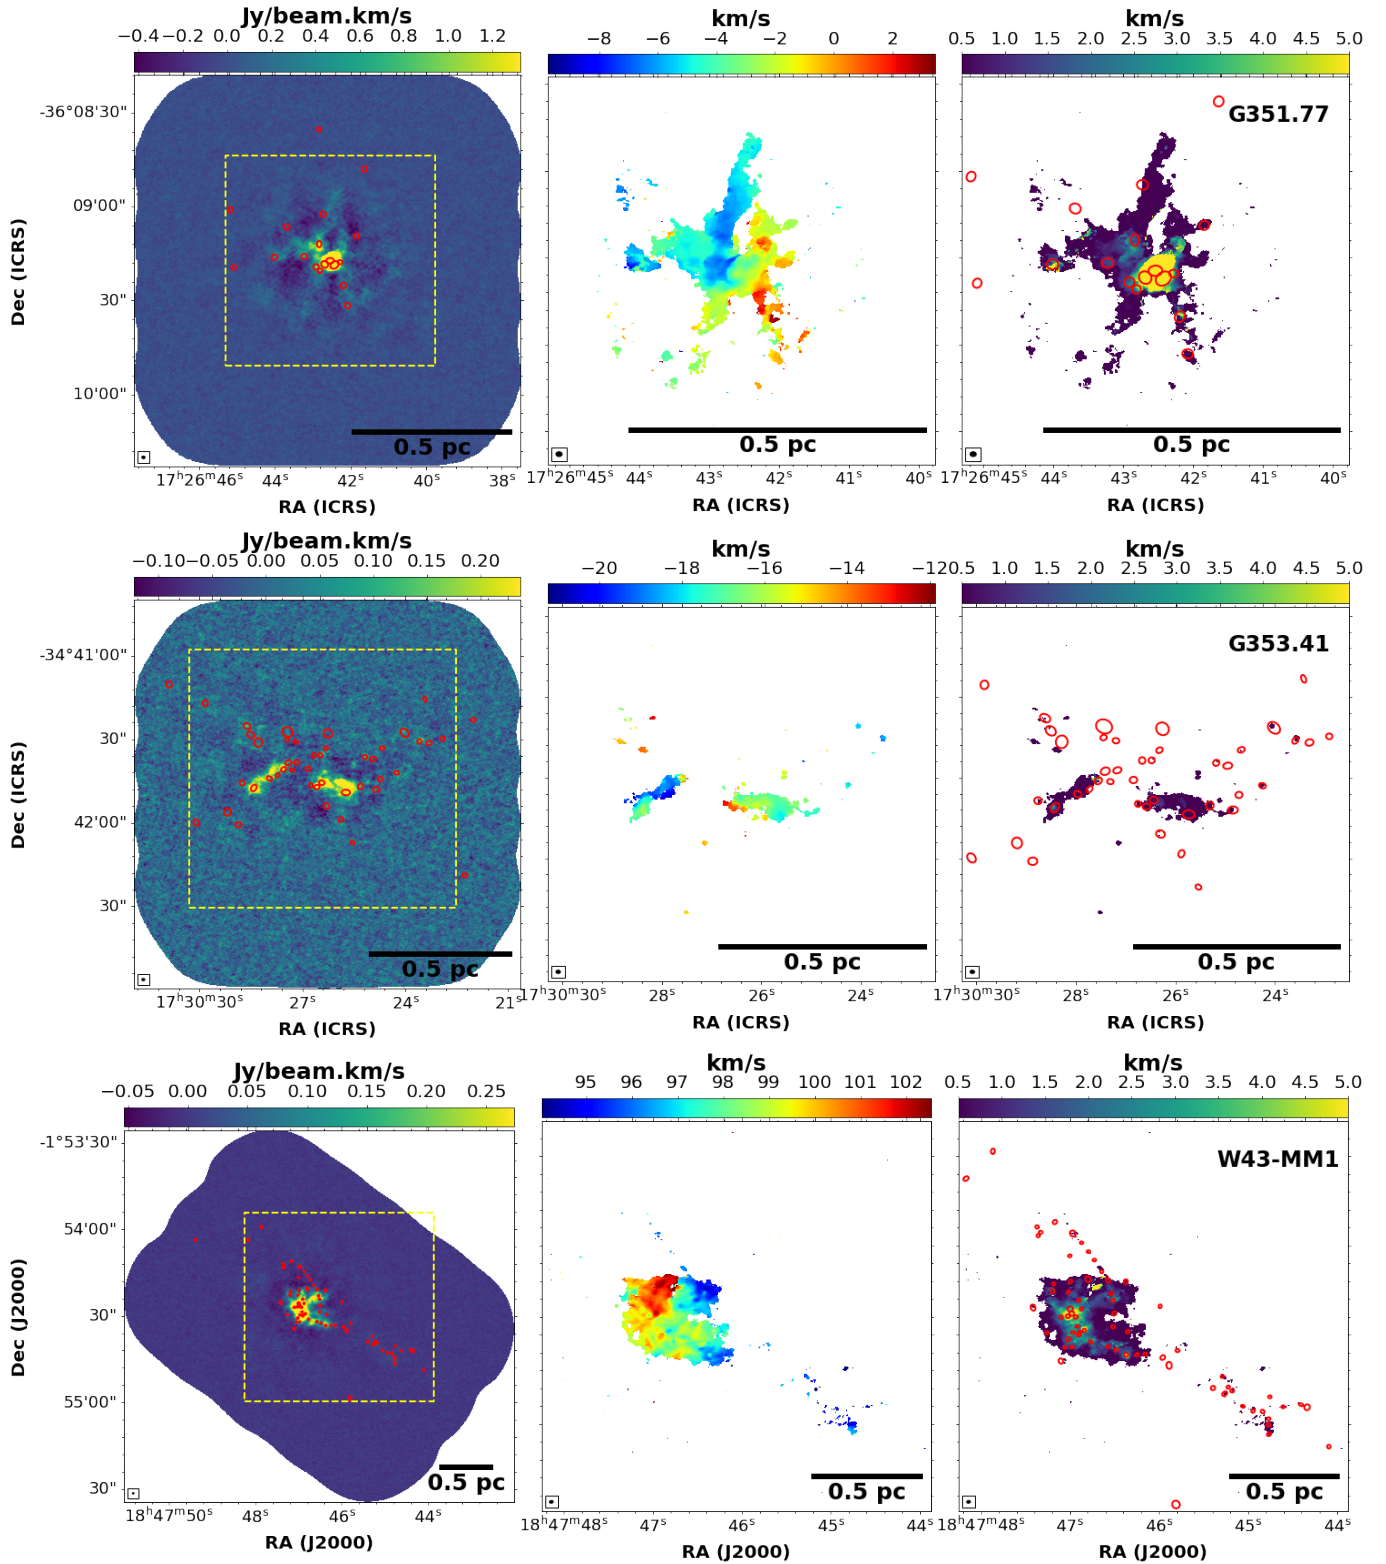 Jy/beam.km/s
−0.4 −0.2 0.0 0.2 0.4 0.6 0.8 1.0 1.2
-36°08'30"
09'00"
30"
10'00"
Dec (ICRS)
0.5 pc
17h26m46s 44s 42s 40s 38s
RA (ICRS)
km/s
−8 −6 −4 −2 0 2
0.5 pc
17h26m45s 44s 43s 42s 41s 40s
RA (ICRS)
km/s
0.5 1.0 1.5 2.0 2.5 3.0 3.5 4.0 4.5 5.0
G351.77
0.5 pc
17h26m45s 44s 43s 42s 41s 40s
RA (ICRS)
Jy/beam.km/s
−0.10 −0.05 0.00 0.05 0.10 0.15 0.20
-34°41'00"
30"
42'00"
30"
Dec (ICRS)
0.5 pc
17h30m30s 27s 24s 21s
RA (ICRS)
km/s
−20 −18 −16 −14 −12
0.5 pc
17h30m30s 28s 26s 24s
RA (ICRS)
km/s
0.5 1.0 1.5 2.0 2.5 3.0 3.5 4.0 4.5 5.0
G353.41
0.5 pc
17h30m30s 28s 26s 24s
RA (ICRS)
Jy/beam.km/s
−0.05 0.00 0.05 0.10 0.15 0.20 0.25
-1°53'30"
54'00"
30"
55'00"
30"
Dec (J2000)
0.5 pc
18h47m50s 48s 46s 44s
RA (J2000)
km/s
95 96 97 98 99 100 101 102
0.5 pc
18h47m48s 47s 46s 45s 44s
RA (J2000)
km/s
0.5 1.0 1.5 2.0 2.5 3.0 3.5 4.0 4.5 5.0
W43-MM1
0.5 pc
18h47m48s 47s 46s 45s 44s
RA (J2000)